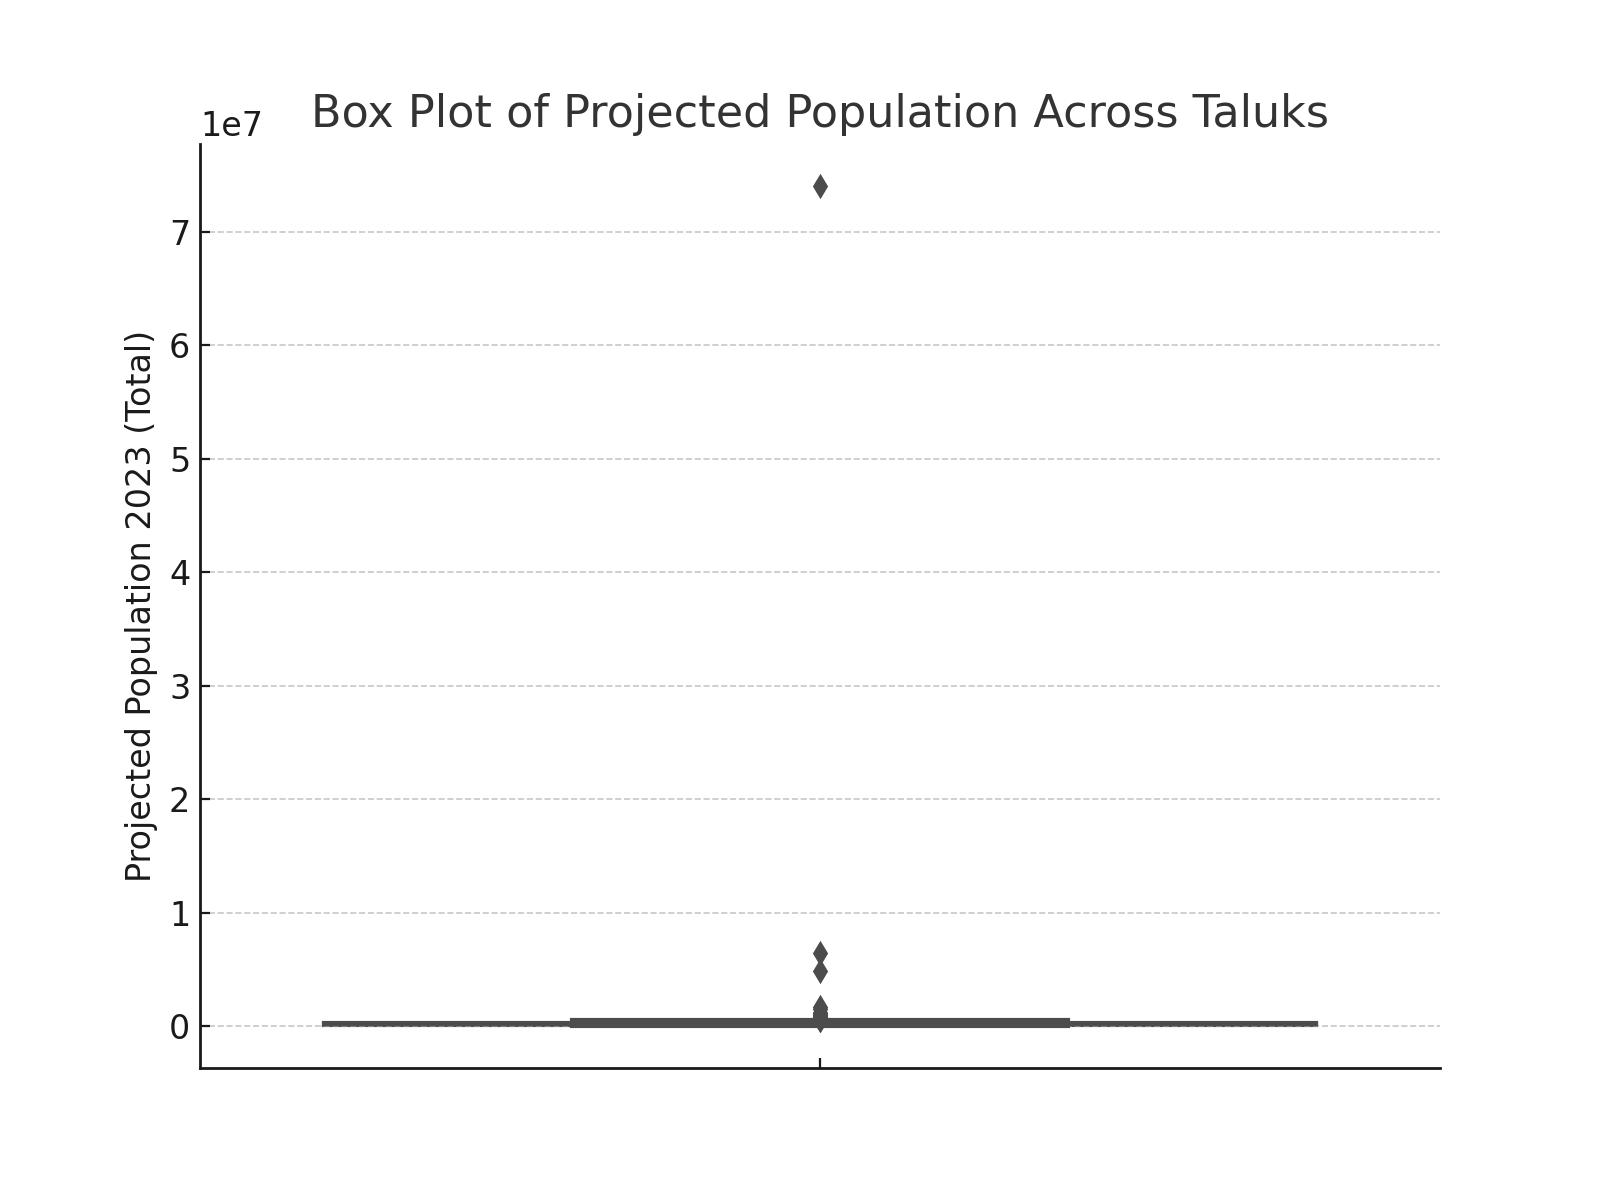 Box Plot of Projected Population Across Taluks
1e7
7
6
5
4
3
2
1
0
Projected Population 2023 (Total)